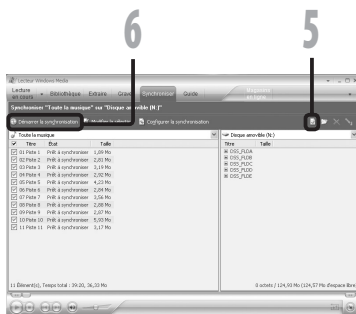 6 5
Lecteur Windows Media
Lecture en cours Bibliothèque Extraire Graver Synchroniser Guide Magasins en ligne
Synchroniser "Toute la musique" sur "Disque amovible (N:)"
Démarrer la synchronisation Modifier la sélection Configurer la synchronisation
Toute la musique Disque amovible (N:)
Titre État Taille Titre Taille
01 Piste 1 Prêt à synchroniser 1,89 Mo DSS_FLDA
02 Piste 2 Prêt à synchroniser 2,81 Mo DSS_FLDB
03 Piste 3 Prêt à synchroniser 3,19 Mo DSS_FLDC
04 Piste 4 Prêt à synchroniser 2,92 Mo DSS_FLDD
05 Piste 5 Prêt à synchroniser 4,23 Mo DSS_FLDE
06 Piste 6 Prêt à synchroniser 2,84 Mo
07 Piste 7 Prêt à synchroniser 3,56 Mo
08 Piste 8 Prêt à synchroniser 2,88 Mo
09 Piste 9 Prêt à synchroniser 2,87 Mo
10 Piste 10 Prêt à synchroniser 5,93 Mo
11 Piste 11 Prêt à synchroniser 3,17 Mo
11 Élément(s), Temps total : 39:20, 36,33 Mo 0 octets / 124,93 Mo (124,57 Mo d'espace libre